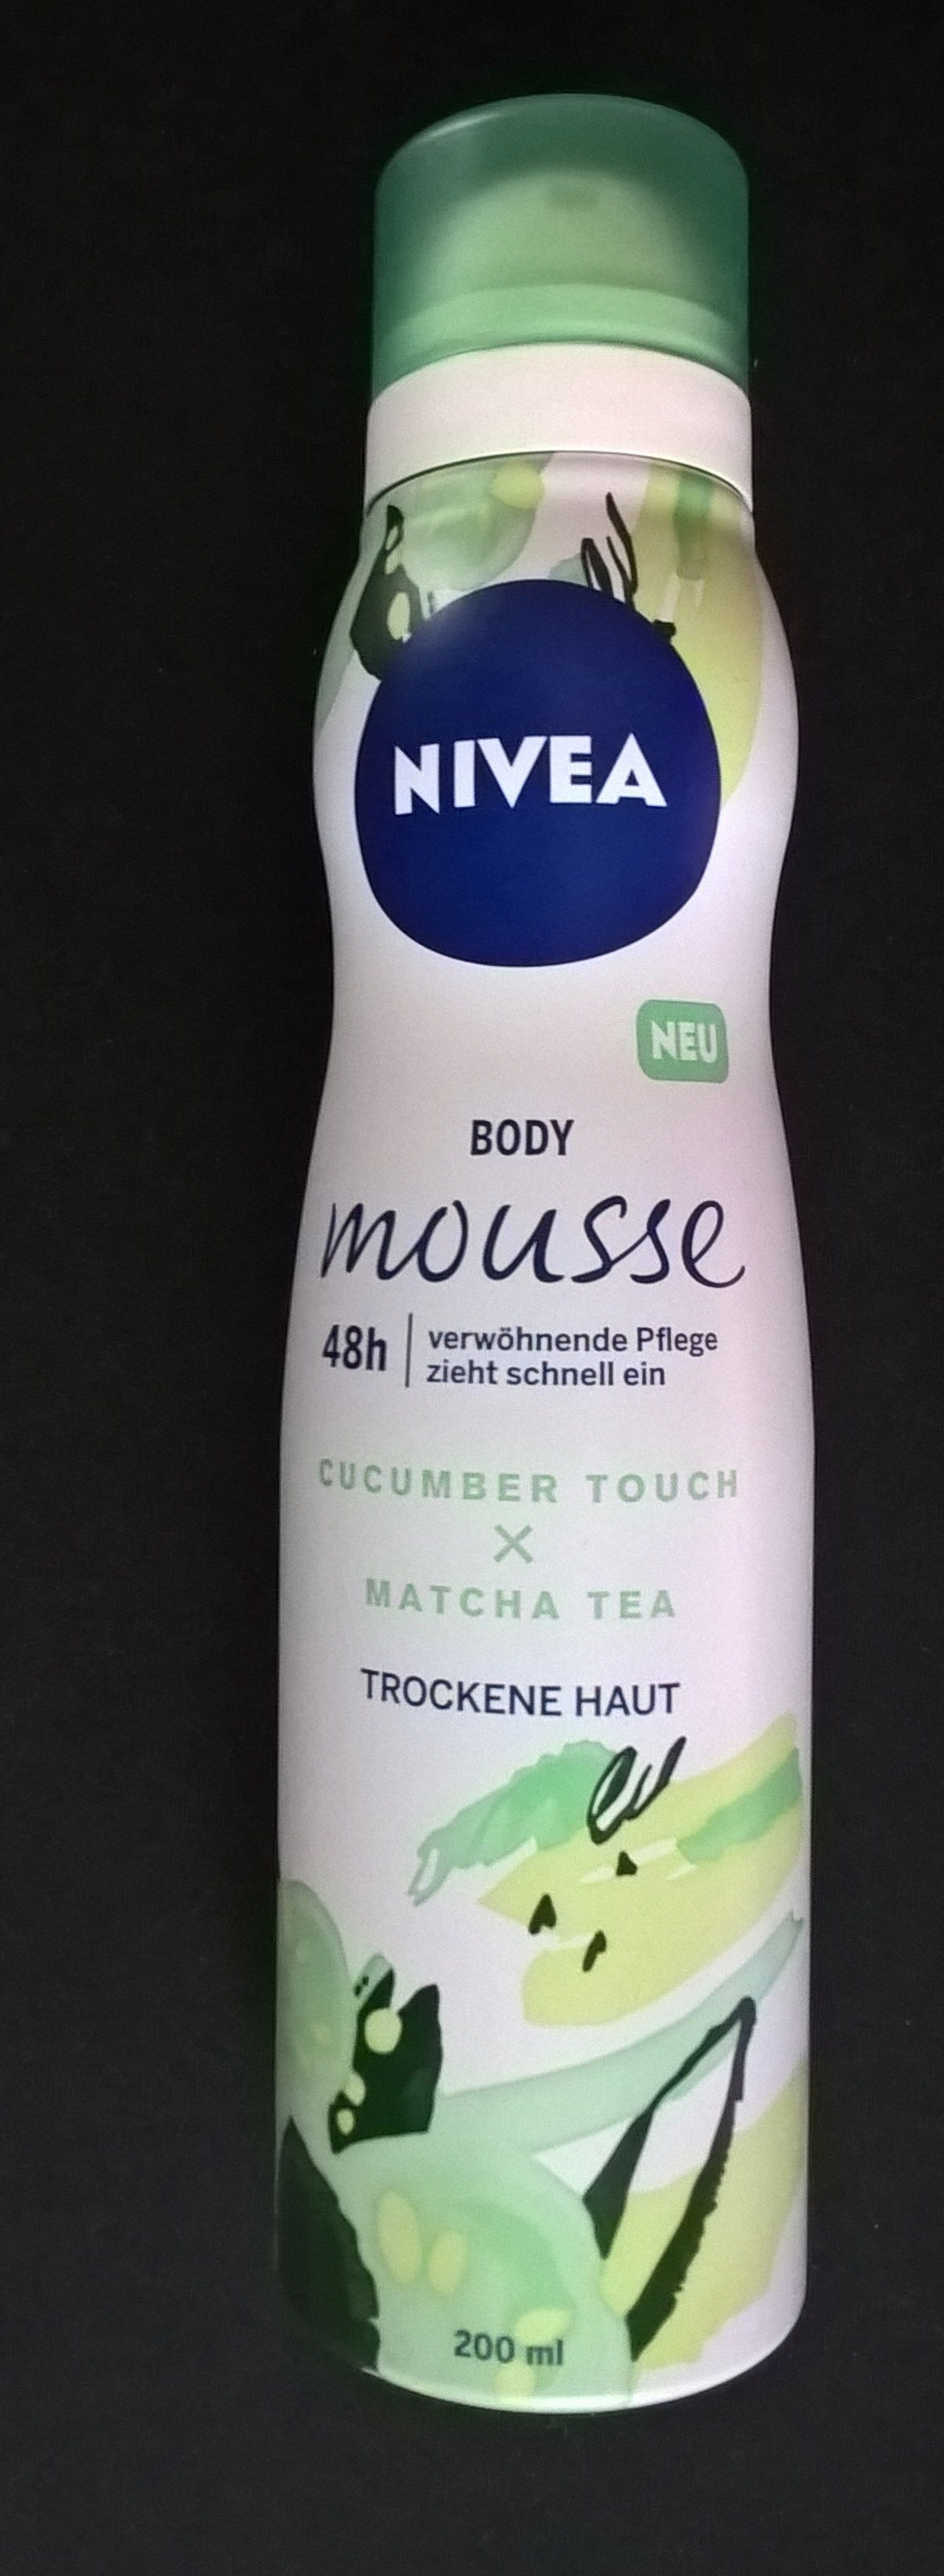 NIVEA
NEU
BODY
mousse
48h
verwöhnende Pflege
zieht schnell ein
CUCUMBER TOUCH
×
MATCHA TEA
TROCKENE HAUT
200 ml